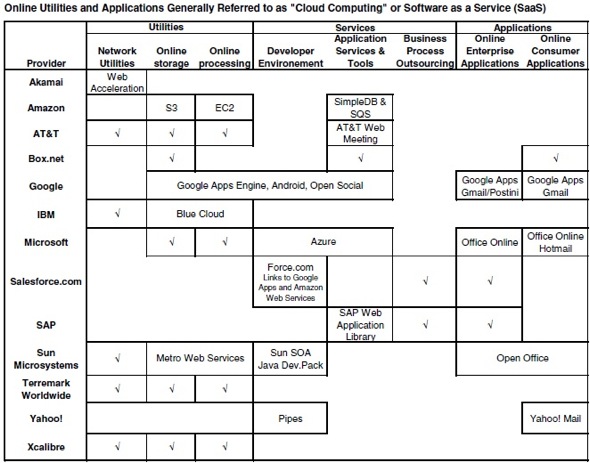 Online Utilities and Applications Generally Referred to as "Cloud Computing" or Software as a Service (SaaS)
Utilities Services Applications
Provider Network Utilities Online storage Online processing Developer Environement Application Services & Tools Business Process Outsourcing Online Enterprise Applications Online Consumer Applications
Akamai Web Acceleration
Amazon S3 EC2 SimpleDB & SQS
AT&T √ √ √ AT&T Web Meeting
Box.net √ √ √
Google Google Apps Engine, Android, Open Social Google Apps Gmail/Postini Google Apps Gmail
IBM √ Blue Cloud
Microsoft √ √ Azure Office Online Office Online Hotmail
Salesforce.com Force.com Links to Google Apps and Amazon Web Services √ √
SAP SAP Web Application Library √ √
Sun Microsystems √ Metro Web Services Sun SOA Java Dev.Pack Open Office
Terremark Worldwide √ √ √
Yahoo! Pipes Yahoo! Mail
Xcalibre √ √ √